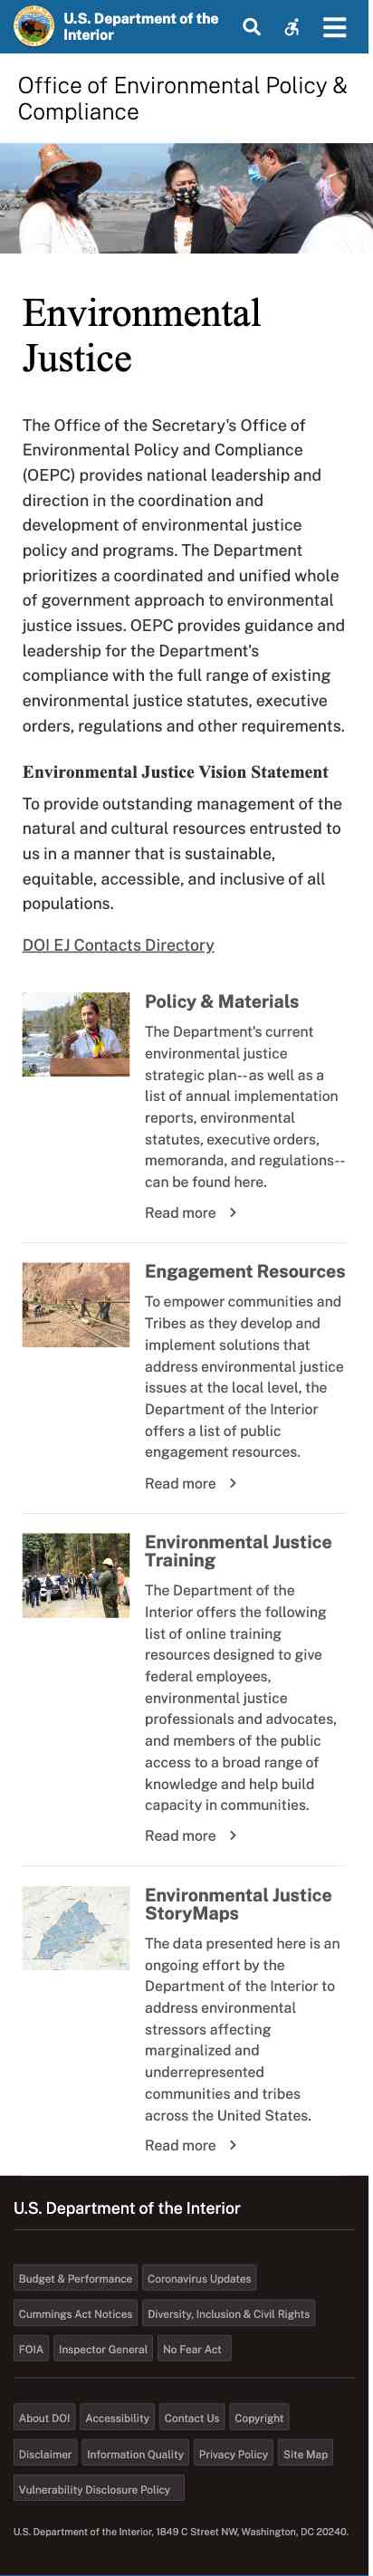 U.S. Department of the
Interior
Office of Environmental Policy &
Compliance
Environmental
Justice
The Office of the Secretary's Office of
Environmental Policy and Compliance
(OEPC) provides national leadership and
direction in the coordination and
development of environmental justice
policy and programs. The Department
prioritizes a coordinated and unified whole
of government approach to environmental
justice issues. OEPC provides guidance and
leadership for the Department's
compliance with the full range of existing
environmental justice statutes, executive
orders, regulations and other requirements.
Environmental Justice Vision Statement
To provide outstanding management of the
natural and cultural resources entrusted to
us in a manner that is sustainable,
equitable, accessible, and inclusive of all
populations.
DOI EJ Contacts Directory
Policy & Materials
The Department's current
environmental justice
strategic plan--as well as a
list of annual implementation
reports, environmental
statutes, executive orders,
memoranda, and regulations--
can be found here.
Read more
Engagement Resources
To empower communities and
Tribes as they develop and
implement solutions that
address environmental justice
issues at the local level, the
Department of the Interior
offers a list of public
engagement resources.
Read more
Environmental Justice
Training
The Department of the
Interior offers the following
list of online training
resources designed to give
federal employees,
environmental justice
professionals and advocates,
and members of the public
access to a broad range of
knowledge and help build
capacity in communities.
Read more
Environmental Justice
StoryMaps
The data presented here is an
ongoing effort by the
Department of the Interior to
address environmental
stressors affecting
marginalized and
underrepresented
communities and tribes
across the United States.
Read more
U.S. Department of the Interior
Budget & Performance Coronavirus Updates
Cummings Act Notices Diversity, Inclusion & Civil Rights
FOIA Inspector General No Fear Act
About DOI Accessibility Contact Us Copyright
Disclaimer Information Quality Privacy Policy Site Map
Vulnerability Disclosure Policy
U.S. Department of the Interior, 1849 C Street NW, Washington, DC 20240.